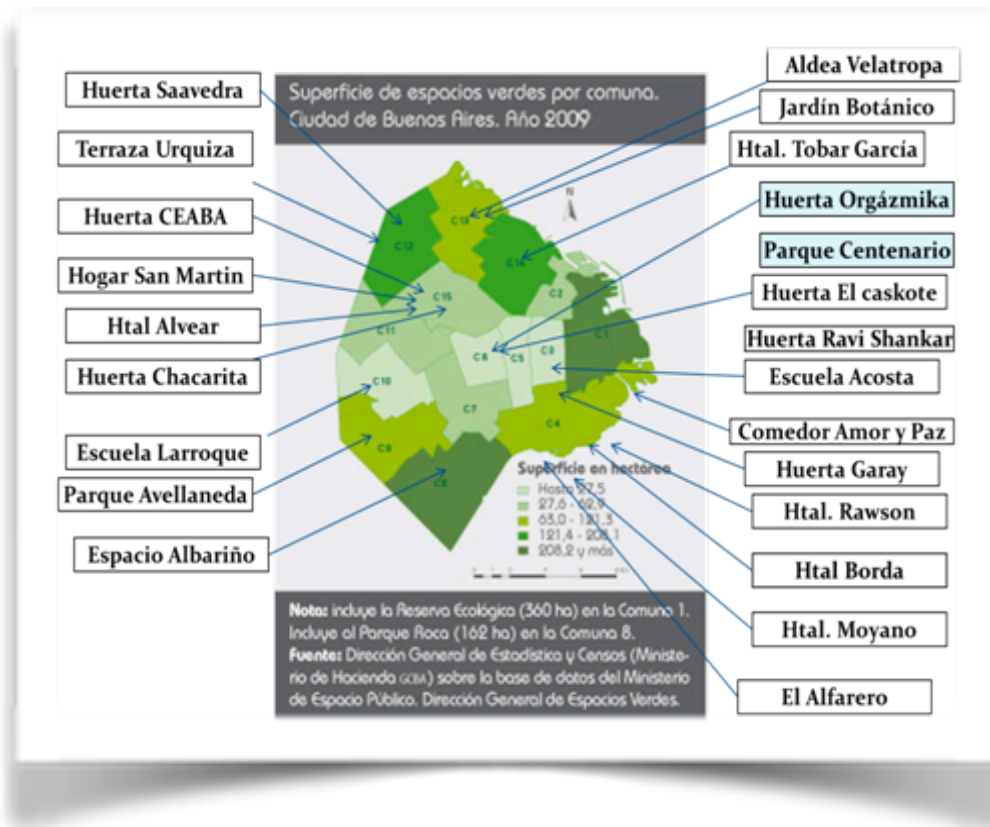 Huerta Saavedra
Terraza Urquiza
Huerta CEABA
Hogar San Martin
Htal Alvear
Huerta Chacarita
Escuela Larroque
Parque Avellaneda
Espacio Albariño
Superficie de espacios verdes por comuna.
Ciudad de Buenos Aires. Año 2009
N
C13
C12
C14
C15
C2
C11
C1
C6
C5
C3
C10
C7
C4
C9
C8
Superficie en hectárea
Hasta 27,5
27,6 - 62,9
63,0 - 121,3
121,4 - 208,1
208,2 y más
Nota: incluye la Reserva Ecológica (360 ha) en la Comuna 1.
Incluye al Parque Roca (162 ha) en la Comuna 8.
Fuente: Dirección General de Estadística y Censos (Ministe-
rio de Hacienda GCBA) sobre la base de datos del Ministerio
de Espacio Público. Dirección General de Espacios Verdes.
Aldea Velatropa
Jardín Botánico
Htal. Tobar García
Huerta Orgázmika
Parque Centenario
Huerta El caskote
Huerta Ravi Shankar
Escuela Acosta
Comedor Amor y Paz
Huerta Garay
Htal. Rawson
Htal Borda
Htal. Moyano
El Alfarero